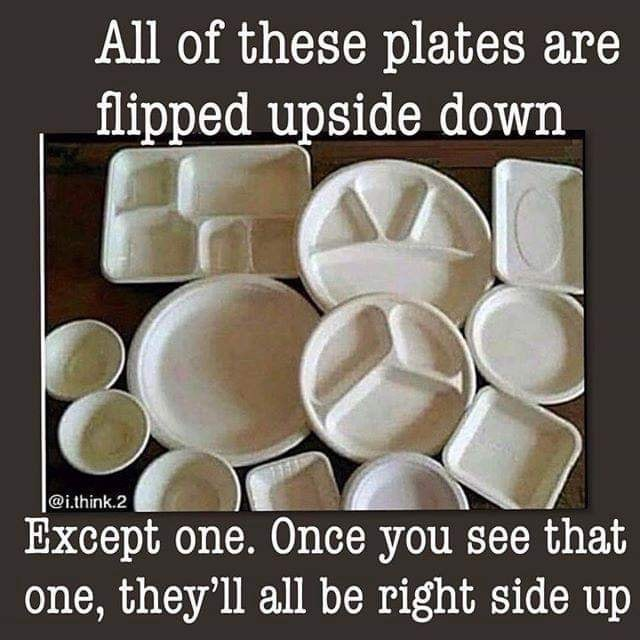 All of these plates are
flipped upside down
@i.think.2
Except one. Once you see that
one, they'll all be right side up